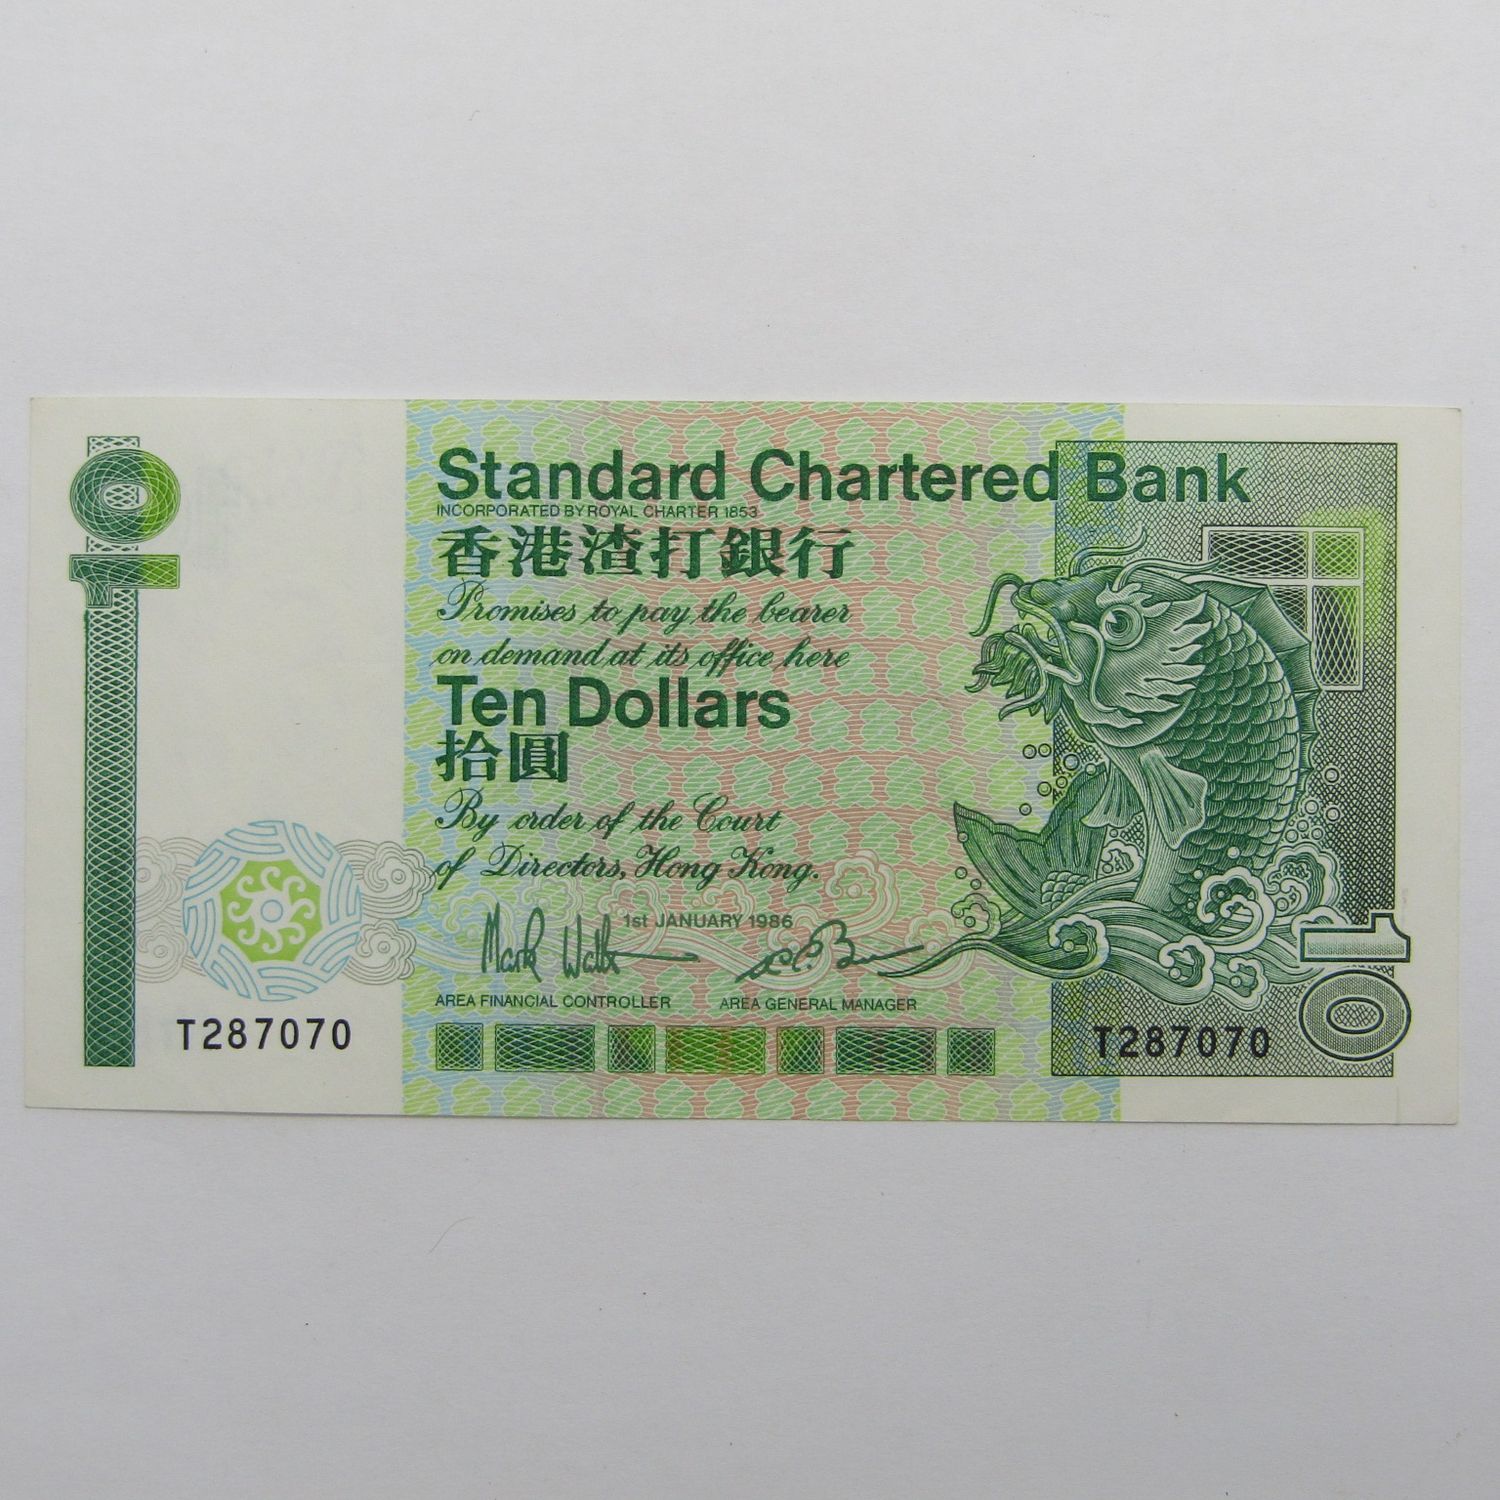 10
Standard Chartered Bank
INCORPORATED BY ROYAL CHARTER 1853
香港渣打銀行
Promises to pay the bearer
on demand at its office here
Ten Dollars
拾圓
By order of the Court
of Directors, Hong Kong.
1st JANUARY 1986
AREA FINANCIAL CONTROLLER AREA GENERAL MANAGER
T287070
T287070
10